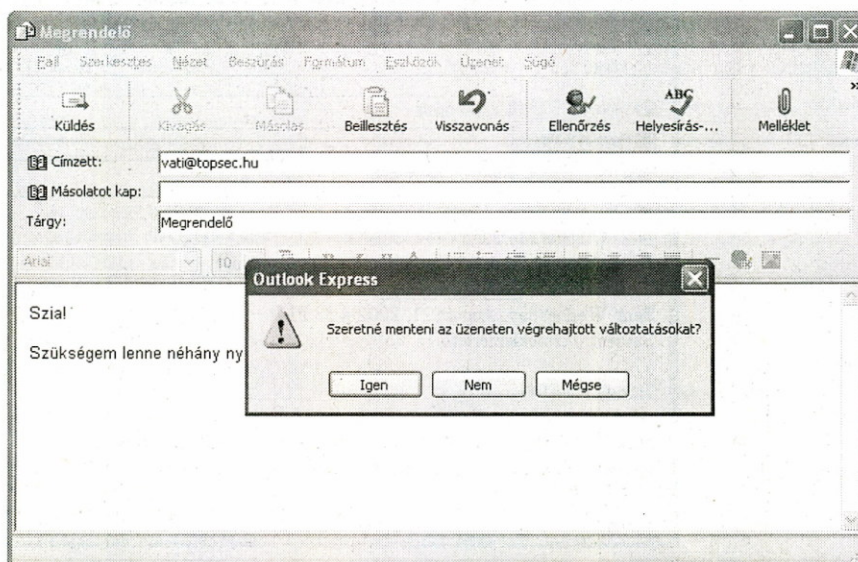 Megrendelő
Fájl Szerkesztés Nézet Beszúrás Formátum Eszközök Üzenet Súgó
»
Küldés Kivágás Másolás Beillesztés Visszavonás Ellenőrzés Helyesírás-... Melléklet
Címzett: vati@topsec.hu
Másolatot kap:
Tárgy: Megrendelő
Arial 10
Outlook Express
Szia!
Szeretné menteni az üzeneten végrehajtott változtatásokat?
Szükségem lenne néhány ny
Igen Nem Mégse